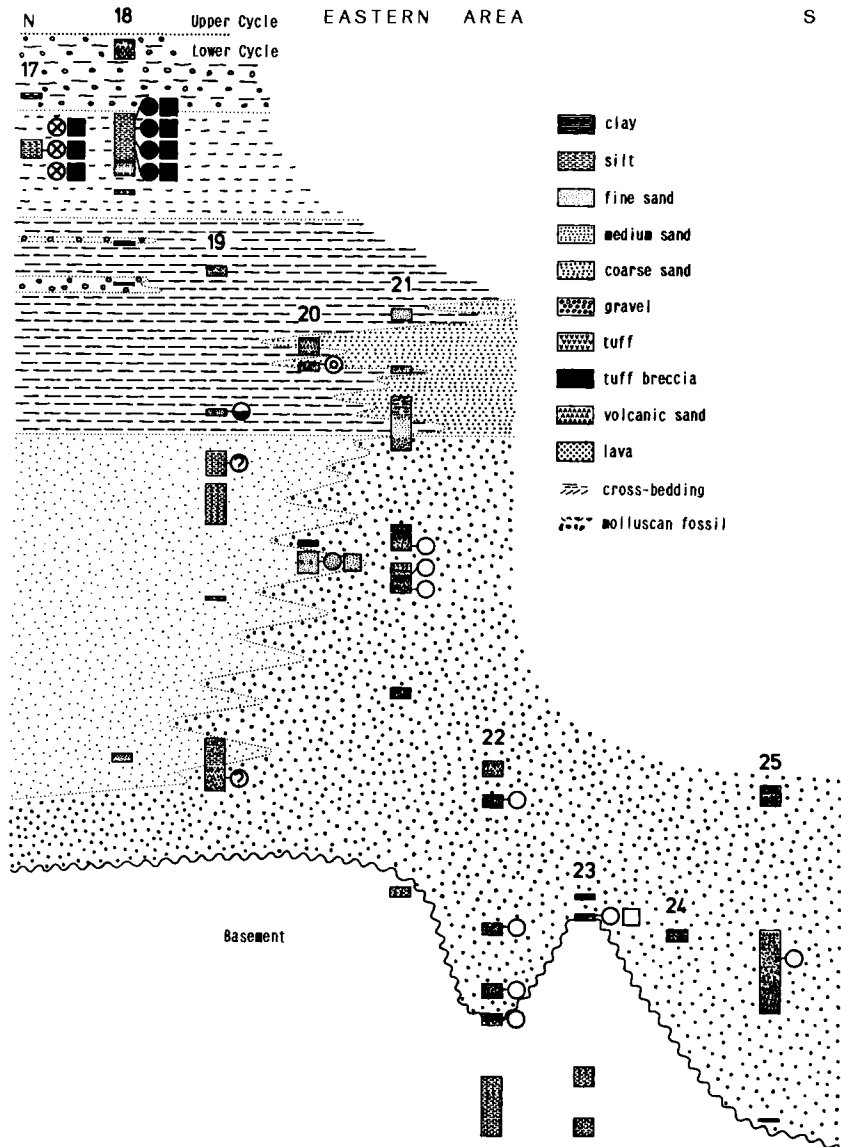 N EASTERN AREA S
18
Upper Cycle
Lower Cycle
17
19
21
20
22
25
23
24
Basement
clay
silt
fine sand
medium sand
coarse sand
gravel
tuff
tuff breccia
volcanic sand
lava
cross-bedding
molluscan fossil
? 
?